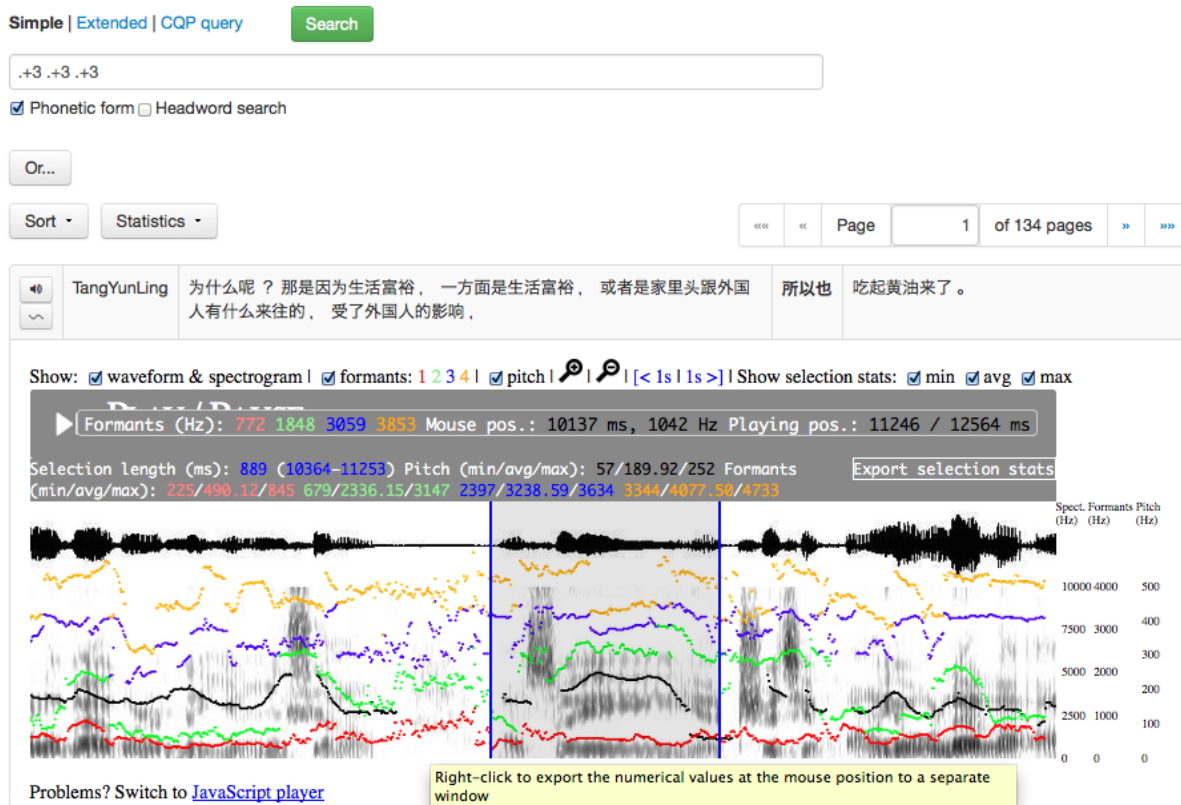 Simple | Extended | CQP query Search
.+3 .+3 .+3
Phonetic form Headword search
Or...
Sort Statistics «« « Page 1 of 134 pages » »»
TangYunLing 为什么呢 ？那是因为生活富裕， 一方面是生活富裕， 或者是家里头跟外国 所以也 吃起黄油来了 。
人有什么来往的， 受了外国人的影响，
Show: waveform & spectrogram | formants: 1 2 3 4 | pitch | | | [< 1s | 1s >] | Show selection stats: min avg max
PLAY / PAUSE
Formants (Hz): 772 1848 3059 3853 Mouse pos.: 10137 ms, 1042 Hz Playing pos.: 11246 / 12564 ms
Selection length (ms): 889 (10364–11253) Pitch (min/avg/max): 57/189.92/252 Formants Export selection stats
(min/avg/max): 225/490.12/845 679/2336.15/3147 2397/3238.59/3634 3344/4077.50/4733
Spect. Formants Pitch
(Hz) (Hz) (Hz)
10000 4000 500
400
7500 3000
300
5000 2000
200
2500 1000
100
0 0 0
Right-click to export the numerical values at the mouse position to a separate
window
Problems? Switch to JavaScript player